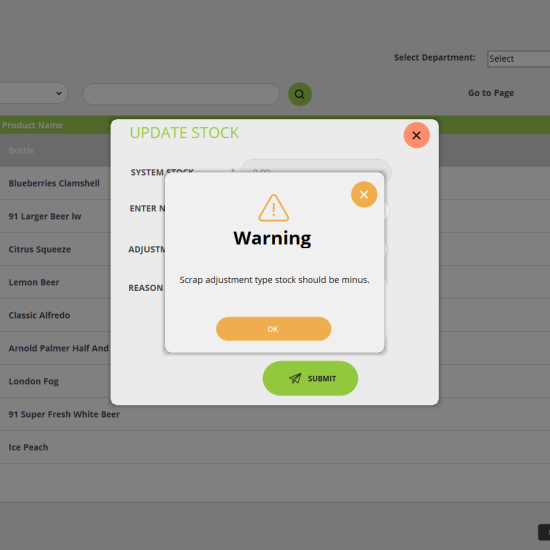 Select Department:
Select
Go to Page
Product Name
UPDATE STOCK
Bottle
SYSTEM STOCK *
0.00
Blueberries Clamshell
ENTER N
91 Larger Beer lw
Warning
Citrus Squeeze
ADJUSTM
Scrap adjustment type stock should be minus.
Lemon Beer
REASON
Classic Alfredo
OK
Arnold Palmer Half And
London Fog
SUBMIT
91 Super Fresh White Beer
Ice Peach